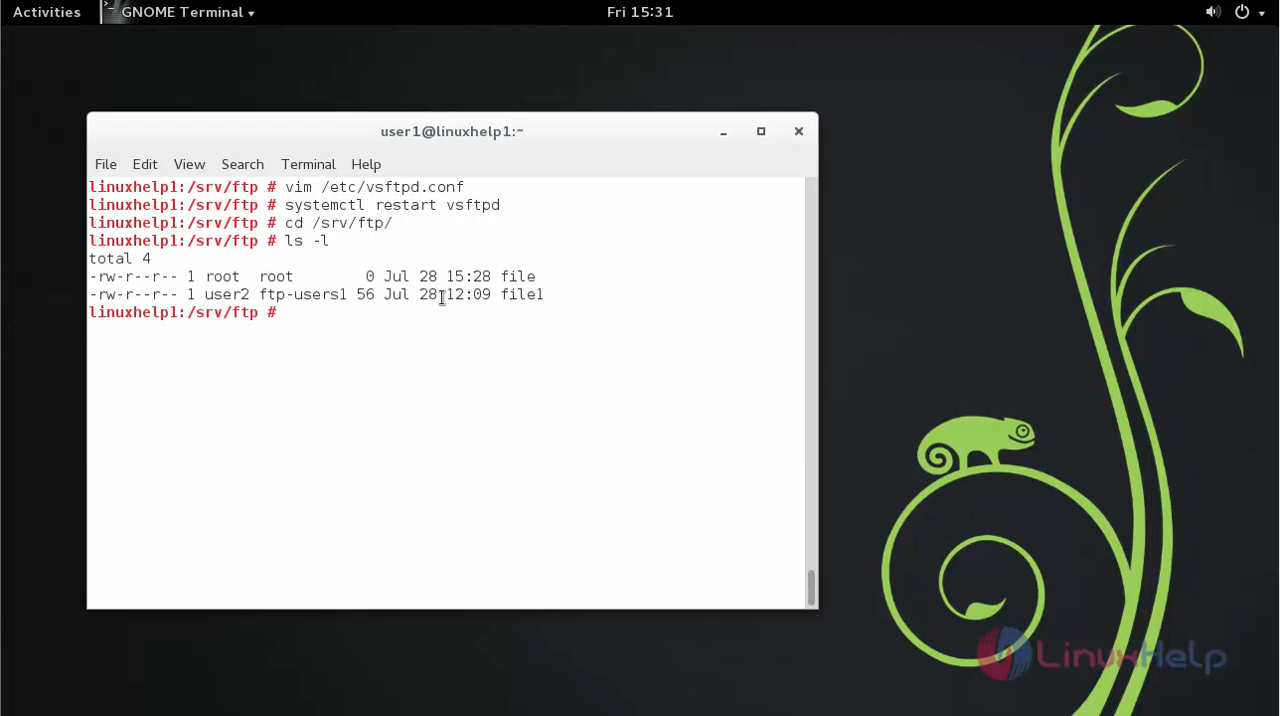 Activities GNOME Terminal Fri 15:31
user1@linuxhelp1:~
File Edit View Search Terminal Help
linuxhelp1:/srv/ftp # vim /etc/vsftpd.conf
linuxhelp1:/srv/ftp # systemctl restart vsftpd
linuxhelp1:/srv/ftp # cd /srv/ftp/
linuxhelp1:/srv/ftp # ls -l
total 4
-rw-r--r-- 1 root  root        0 Jul 28 15:28 file
-rw-r--r-- 1 user2 ftp-users1 56 Jul 28 12:09 file1
linuxhelp1:/srv/ftp #
LinuxHelp